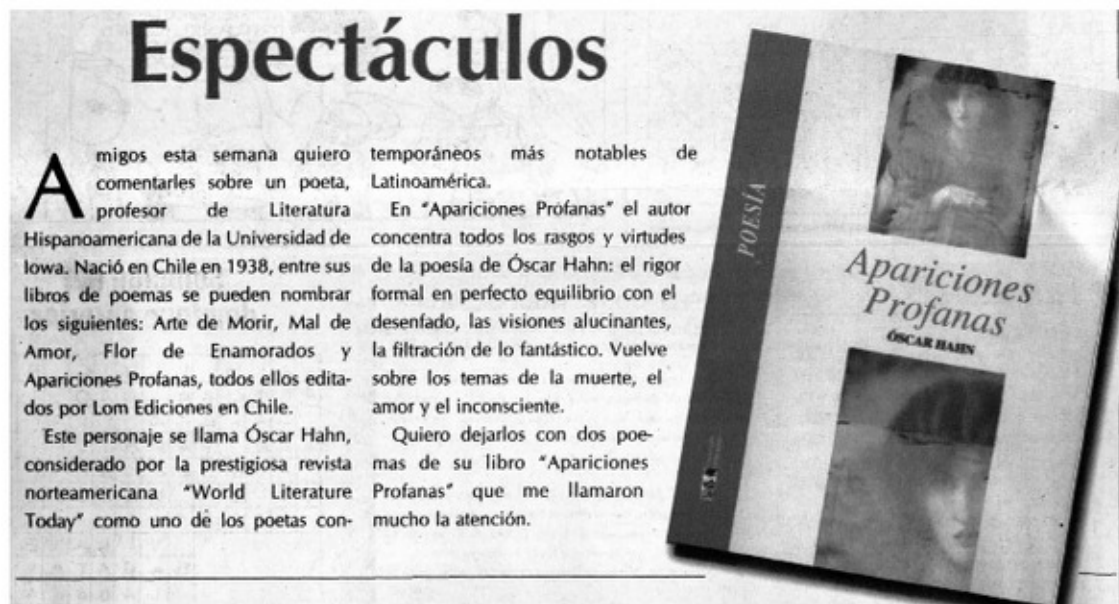 Espectáculos
Amigos esta semana quiero
comentarles sobre un poeta,
profesor de Literatura
Hispanoamericana de la Universidad de
Iowa. Nació en Chile en 1938, entre sus
libros de poemas se pueden nombrar
los siguientes: Arte de Morir, Mal de
Amor, Flor de Enamorados y
Apariciones Profanas, todos ellos edita-
dos por Lom Ediciones en Chile.
Este personaje se llama Óscar Hahn,
considerado por la prestigiosa revista
norteamericana "World Literature
Today" como uno de los poetas con-
temporáneos más notables de
Latinoamérica.
En "Apariciones Profanas" el autor
concentra todos los rasgos y virtudes
de la poesía de Óscar Hahn: el rigor
formal en perfecto equilibrio con el
desenfado, las visiones alucinantes,
la filtración de lo fantástico. Vuelve
sobre los temas de la muerte, el
amor y el inconsciente.
Quiero dejarlos con dos poe-
mas de su libro "Apariciones
Profanas" que me llamaron
mucho la atención.
POESÍA
Apariciones
Profanas
ÓSCAR HAHN